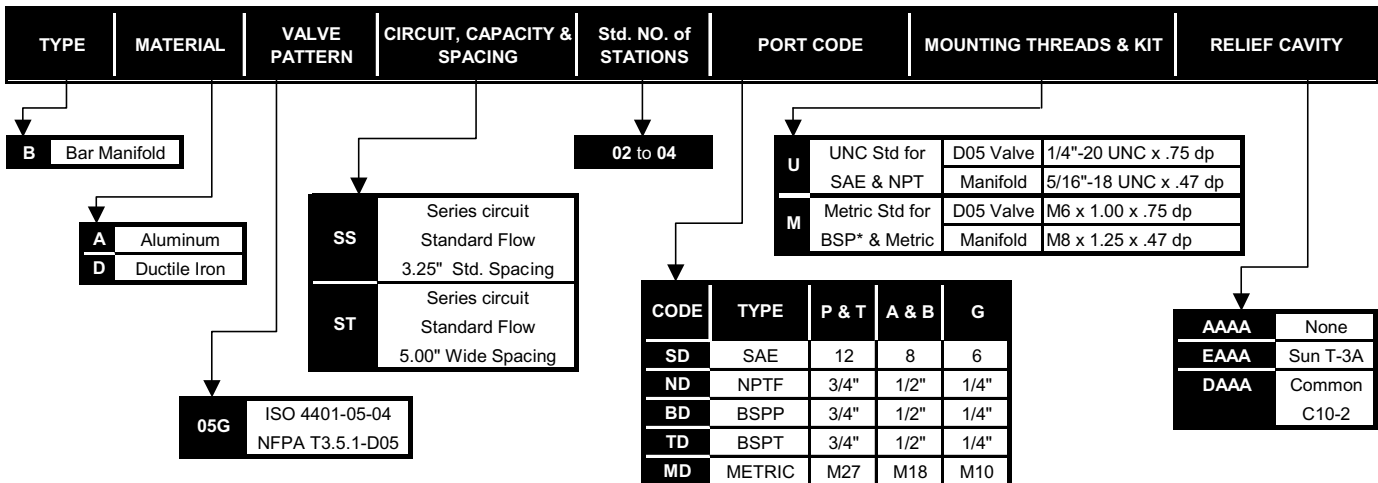 TYPE
MATERIAL
VALVE
PATTERN
CIRCUIT, CAPACITY &
SPACING
Std. NO. of
STATIONS
PORT CODE
MOUNTING THREADS & KIT
RELIEF CAVITY
B Bar Manifold
A Aluminum
D Ductile Iron
05G
ISO 4401-05-04
NFPA T3.5.1-D05
SS
Series circuit
Standard Flow
3.25" Std. Spacing
ST
Series circuit
Standard Flow
5.00" Wide Spacing
02 to 04
CODE TYPE P & T A & B G
SD SAE 12 8 6
ND NPTF 3/4" 1/2" 1/4"
BD BSPP 3/4" 1/2" 1/4"
TD BSPT 3/4" 1/2" 1/4"
MD METRIC M27 M18 M10
U
UNC Std for D05 Valve 1/4"-20 UNC x .75 dp
SAE & NPT Manifold 5/16"-18 UNC x .47 dp
M
Metric Std for D05 Valve M6 x 1.00 x .75 dp
BSP* & Metric Manifold M8 x 1.25 x .47 dp
AAAA None
EAAA Sun T-3A
DAAA Common
C10-2